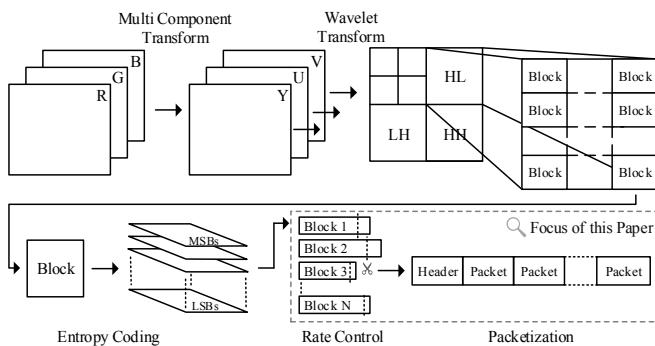 Multi Component
Transform
Wavelet
Transform
B
G
R
V
U
Y
HL
LH
HH
Block
Block
Block
Block
Block
Block
Block
MSBs
LSBs
Block 1
Block 2
Block 3
Block N
Focus of this Paper
Header
Packet
Packet
Packet
Entropy Coding
Rate Control
Packetization